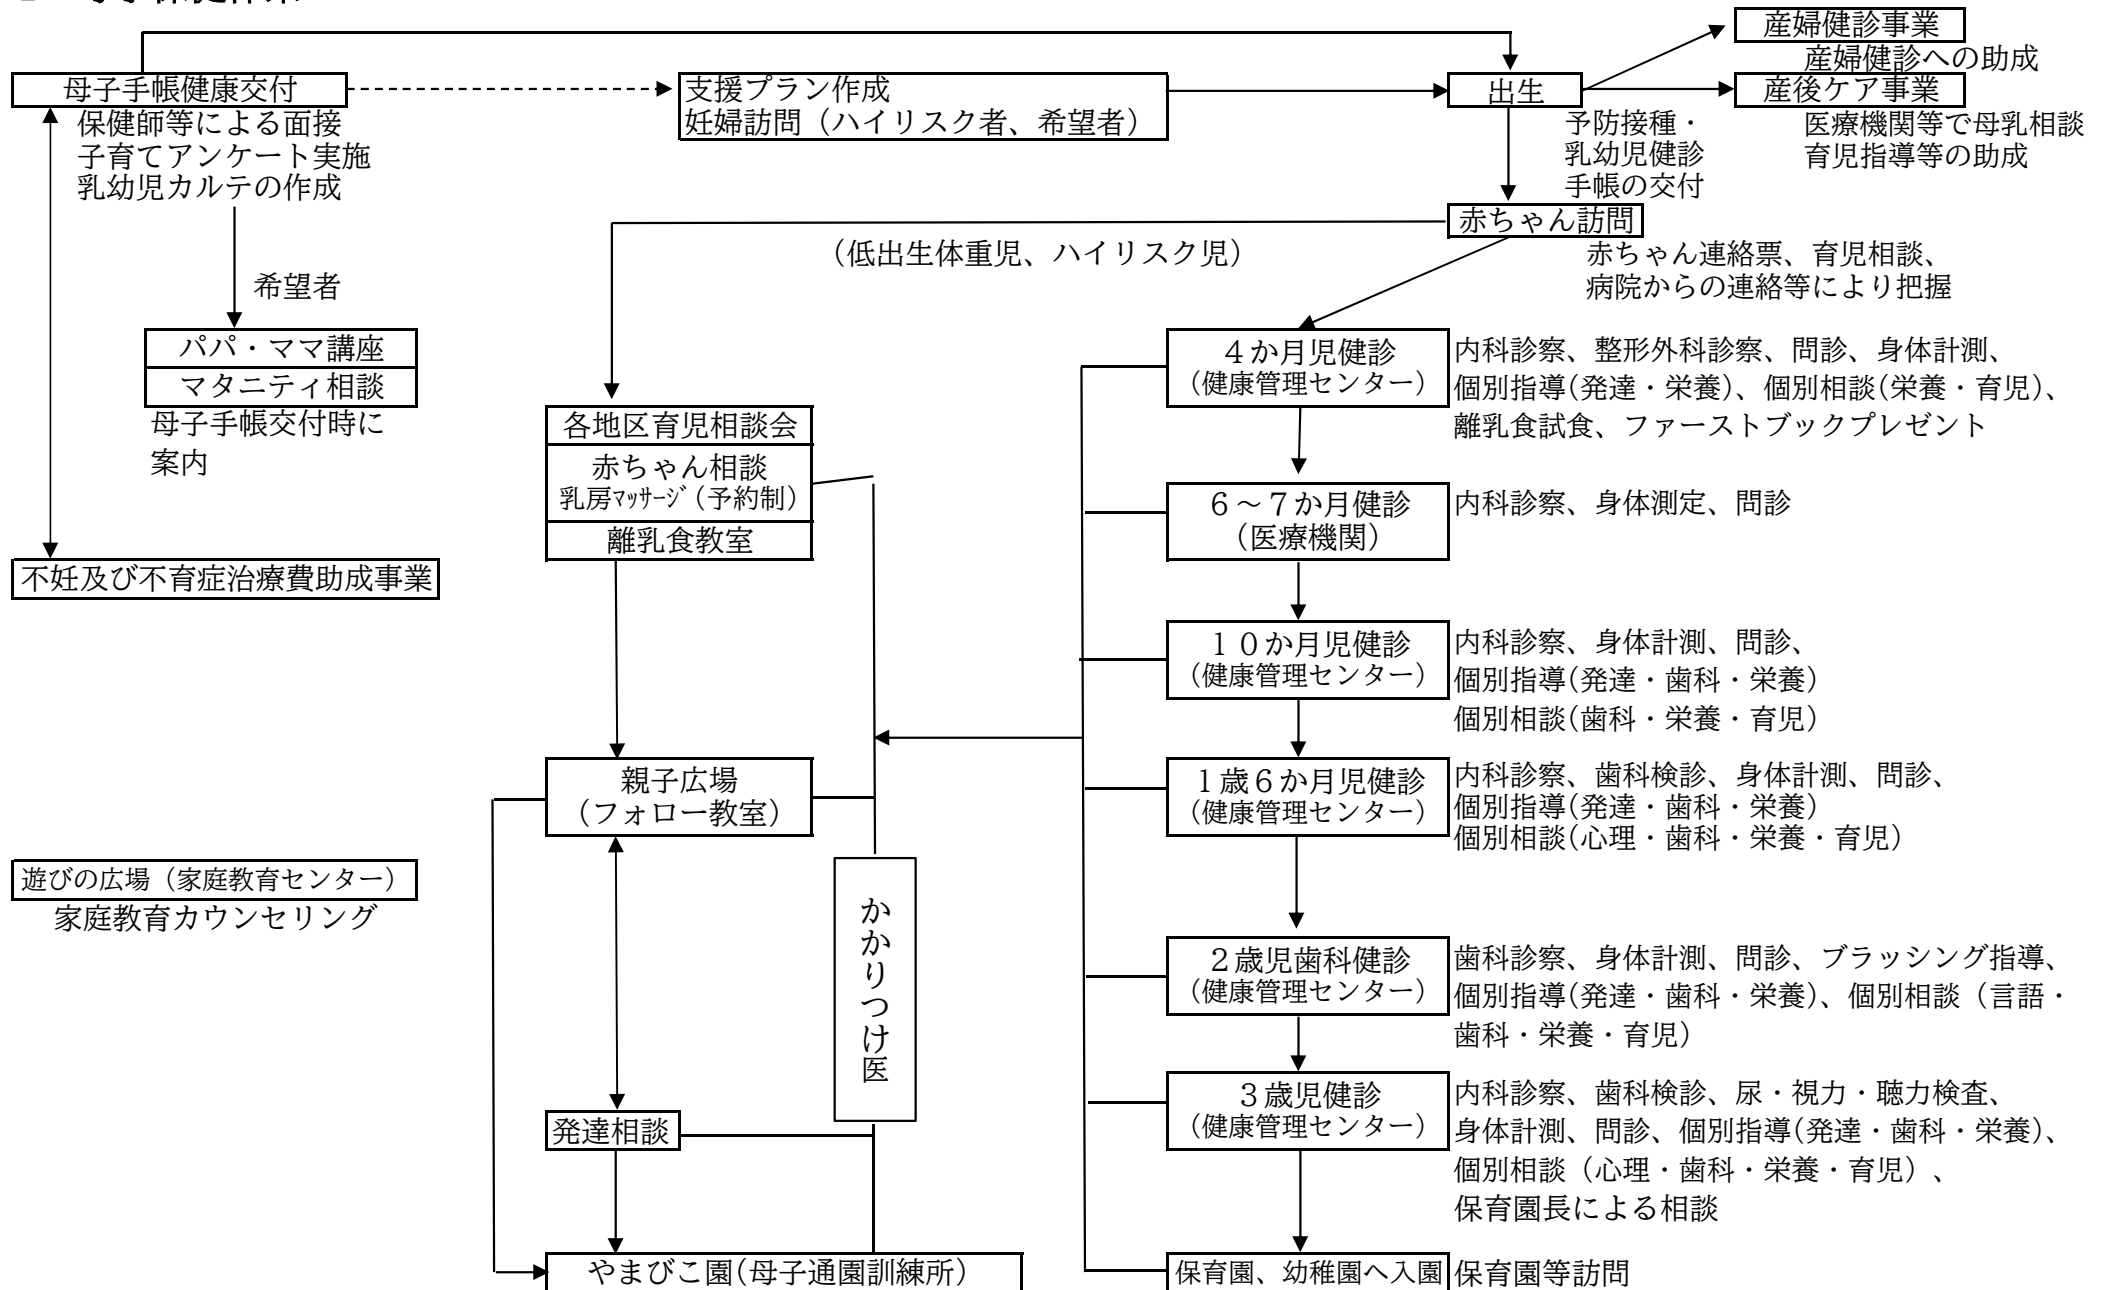 産婦健診事業
産婦健診への助成
母子手帳健康交付
保健師等による面接
子育てアンケート実施
乳幼児カルテの作成
支援プラン作成
妊婦訪問（ハイリスク者、希望者）
出生
産後ケア事業
予防接種・
乳幼児健診
手帳の交付
医療機関等で母乳相談
育児指導等の助成
赤ちゃん訪問
（低出生体重児、ハイリスク児）
赤ちゃん連絡票、育児相談、
病院からの連絡等により把握
希望者
パパ・ママ講座
マタニティ相談
母子手帳交付時に
案内
不妊及び不育症治療費助成事業
各地区育児相談会
赤ちゃん相談
乳房ﾏｯｻｰｼﾞ（予約制）
離乳食教室
４か月児健診
（健康管理センター）
内科診察、整形外科診察、問診、身体計測、
個別指導（発達・栄養）、個別相談（栄養・育児）、
離乳食試食、ファーストブックプレゼント
６～７か月健診
（医療機関）
内科診察、身体測定、問診
１０か月児健診
（健康管理センター）
内科診察、身体計測、問診、
個別指導（発達・歯科・栄養）
個別相談（歯科・栄養・育児）
親子広場
（フォロー教室）
１歳６か月児健診
（健康管理センター）
内科診察、歯科検診、身体計測、問診、
個別指導（発達・歯科・栄養）
個別相談（心理・歯科・栄養・育児）
遊びの広場（家庭教育センター）
家庭教育カウンセリング
かかりつけ医
２歳児歯科健診
（健康管理センター）
歯科診察、身体計測、問診、ブラッシング指導、
個別指導（発達・歯科・栄養）、個別相談（言語・
歯科・栄養・育児）
発達相談
３歳児健診
（健康管理センター）
内科診察、歯科検診、尿・視力・聴力検査、
身体計測、問診、個別指導（発達・歯科・栄養）、
個別相談（心理・歯科・栄養・育児）、
保育園長による相談
やまびこ園（母子通園訓練所）
保育園、幼稚園へ入園
保育園等訪問